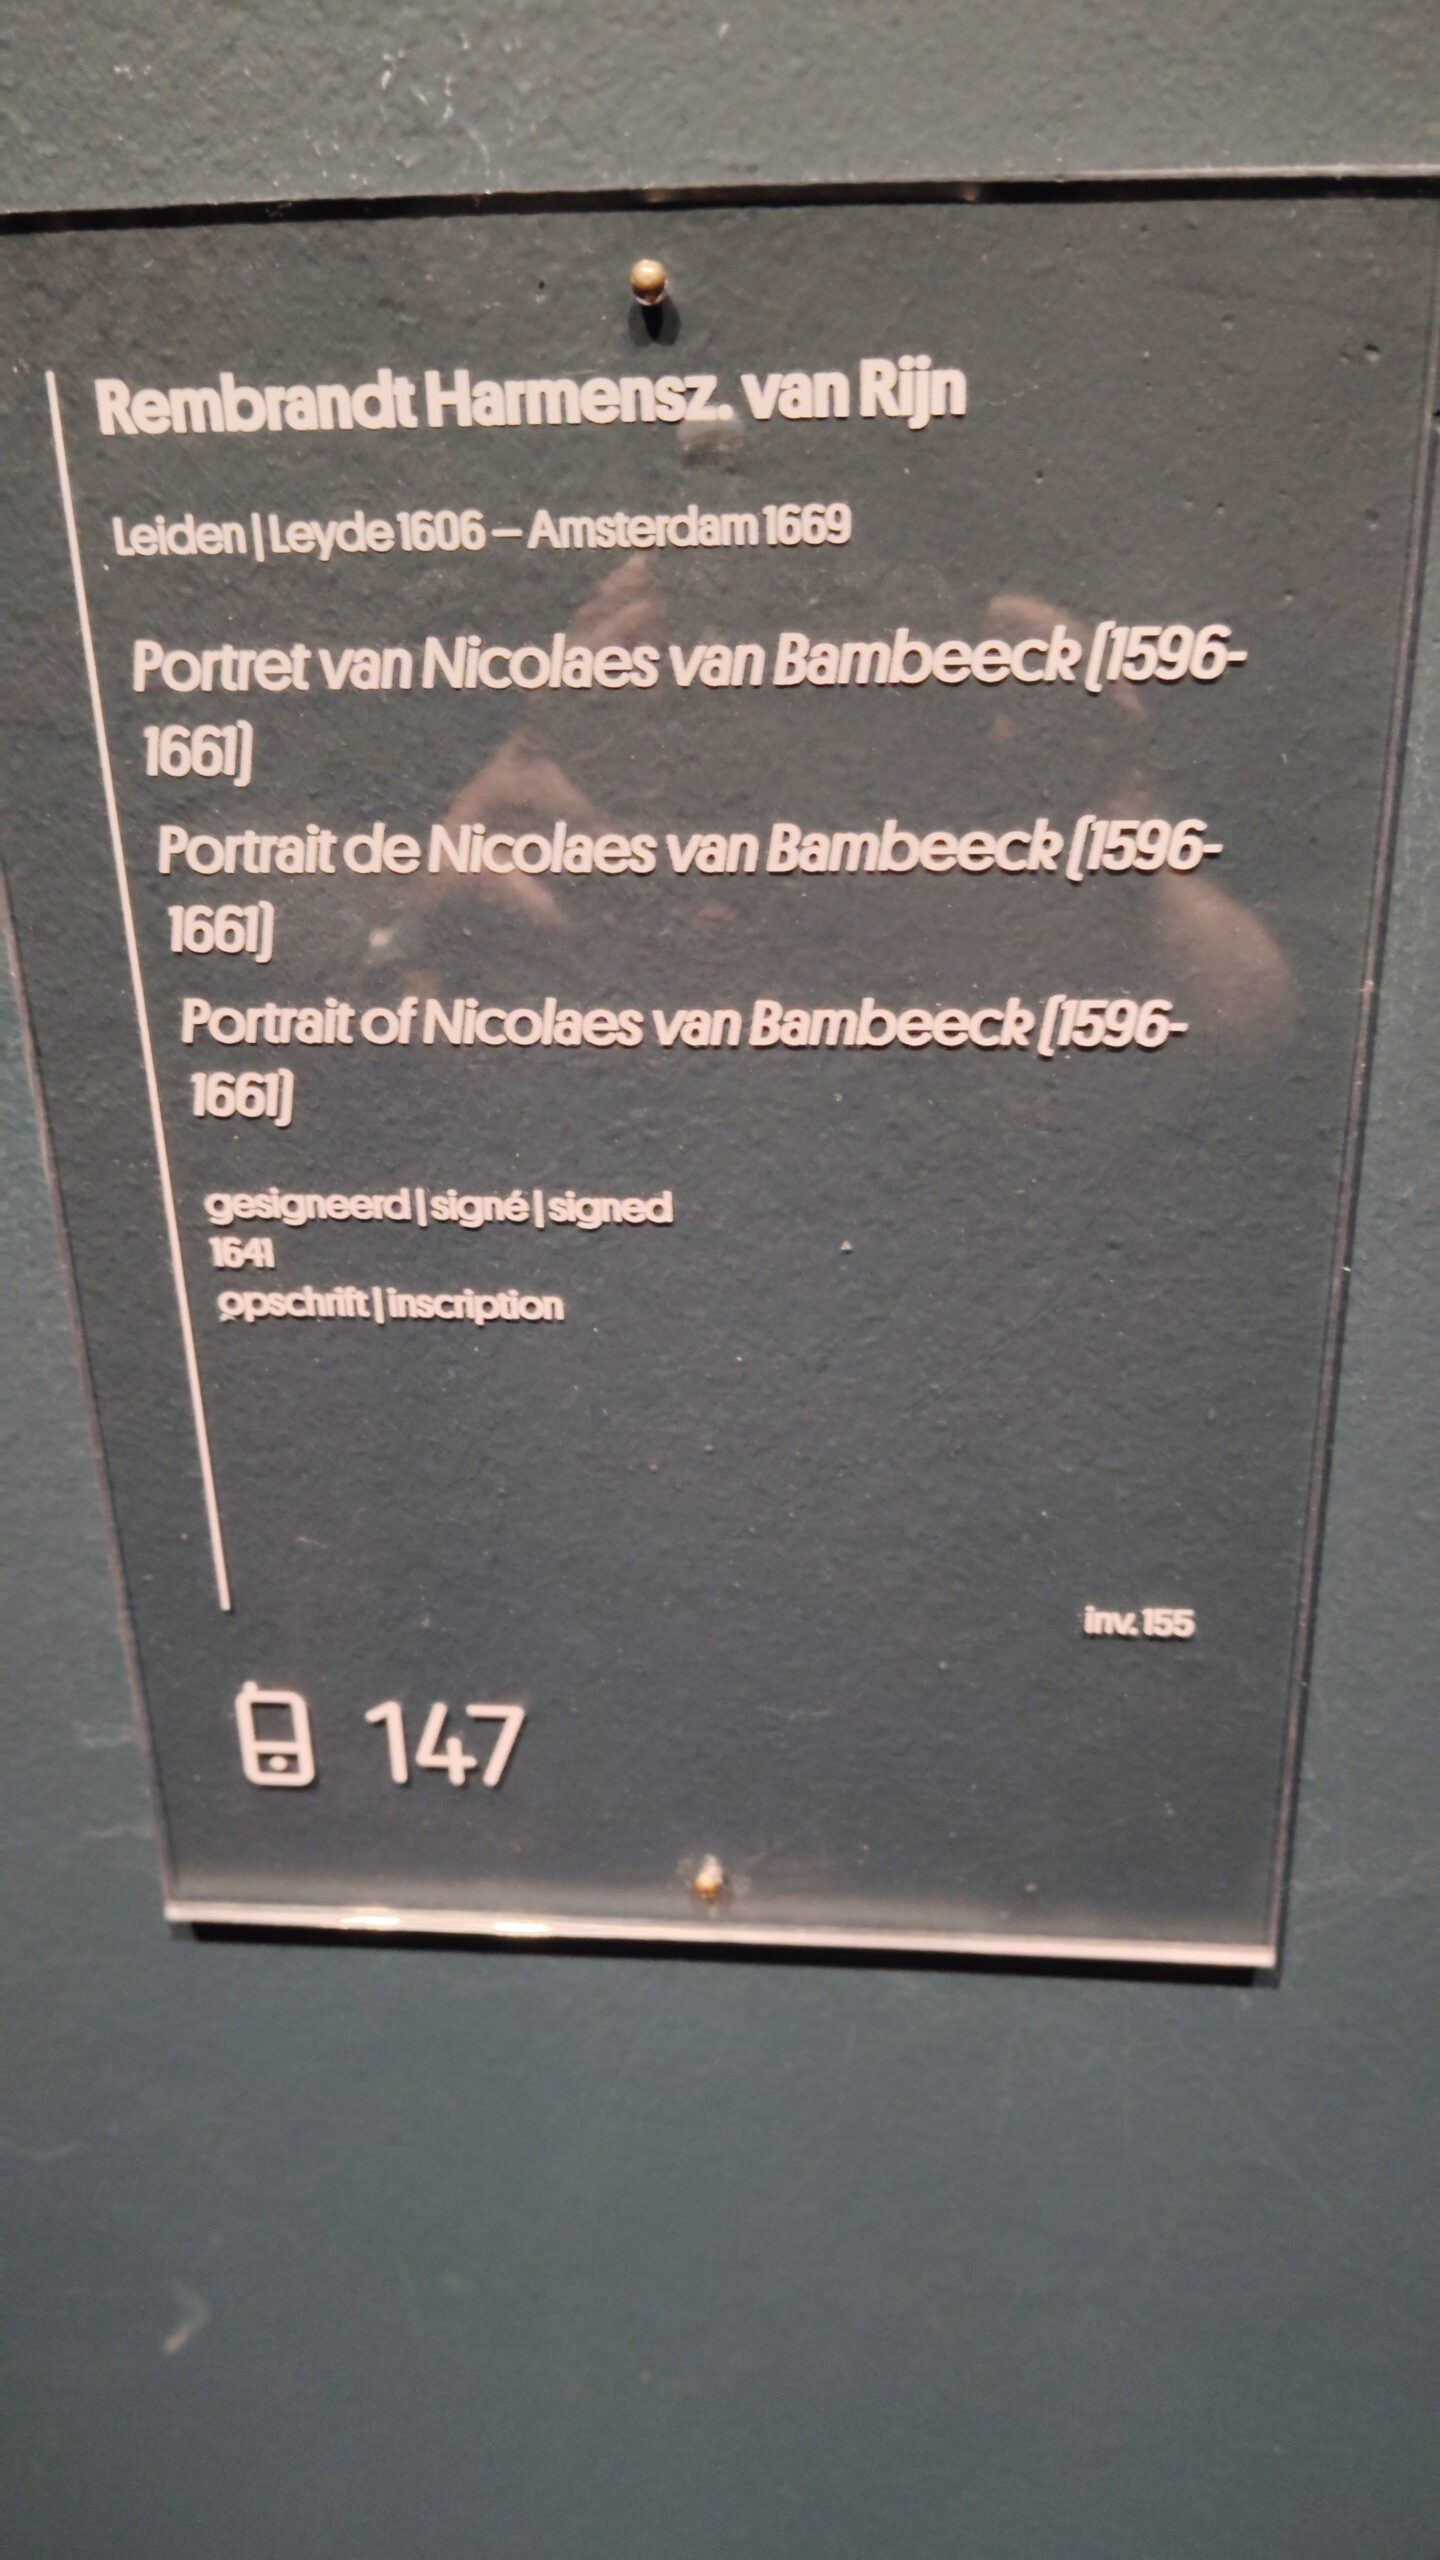 Rembrandt Harmensz. van Rijn
Leiden | Leyde 1606 – Amsterdam 1669
Portret van Nicolaes van Bambeeck (1596-
1661)
Portrait de Nicolaes van Bambeeck (1596-
1661)
Portrait of Nicolaes van Bambeeck (1596-
1661)
gesigneerd | signé | signed
1641
opschrift | inscription
inv. 155
147